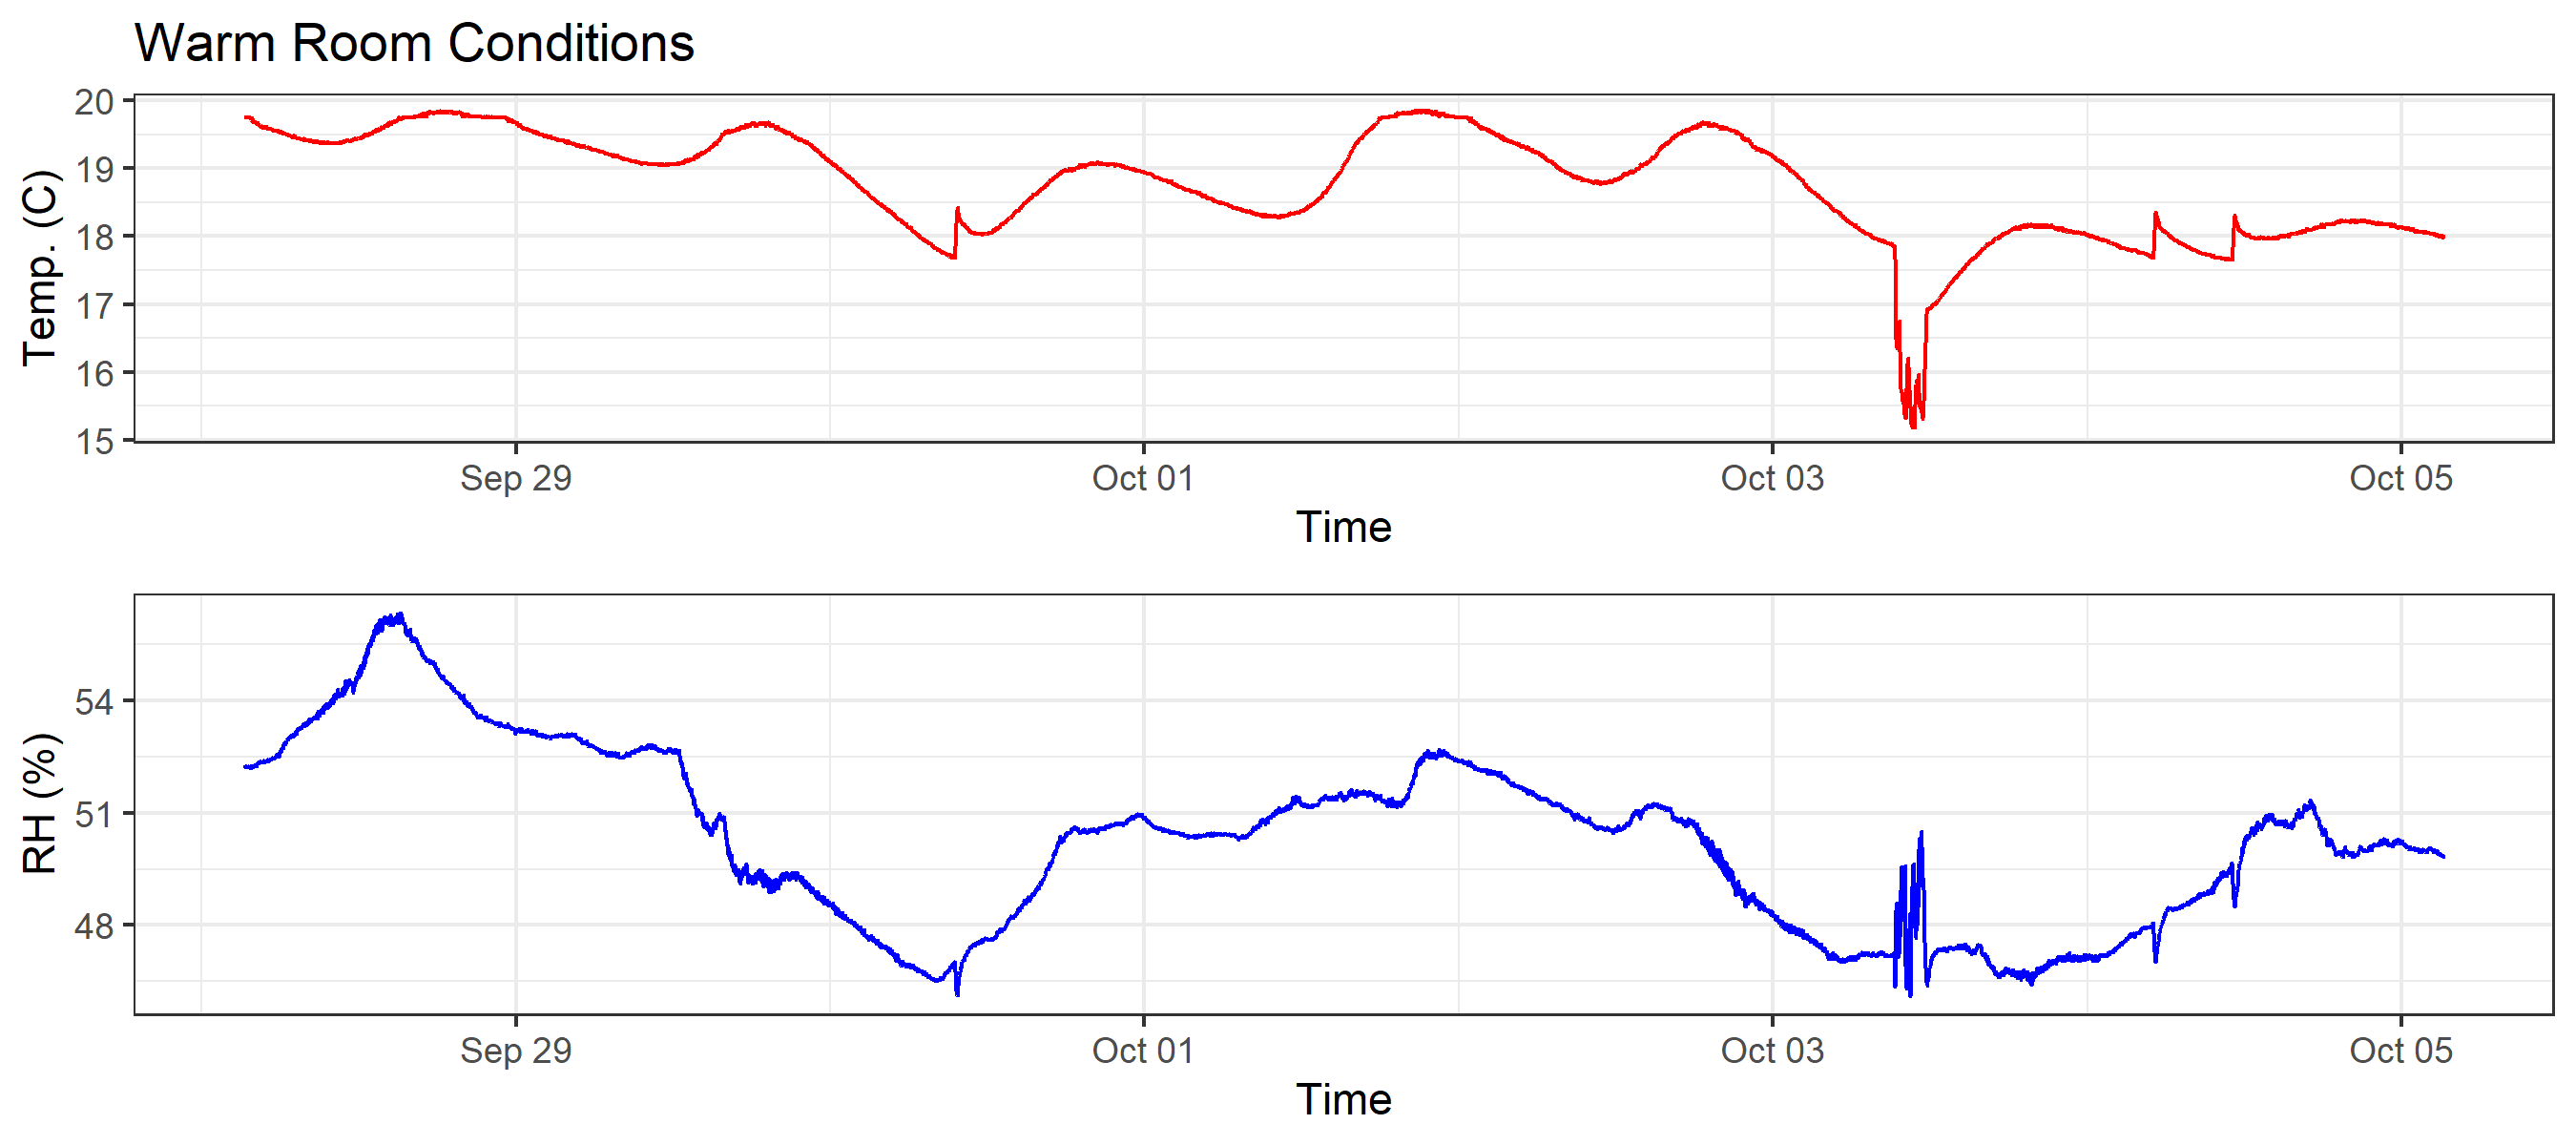 Warm Room Conditions
Temp. (C)
20
19
18
17
16
15
Sep 29 Oct 01 Oct 03 Oct 05
Time
RH (%)
54
51
48
Sep 29 Oct 01 Oct 03 Oct 05
Time